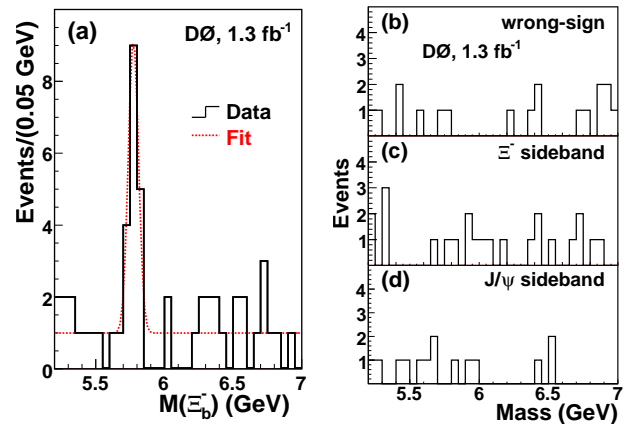 (a)
DØ, 1.3 fb⁻¹
Events/(0.05 GeV)
Data
Fit
8
6
4
2
0
5.5
6
6.5
7
M(Ξ⁻b) (GeV)
(b)
wrong-sign
DØ, 1.3 fb⁻¹
4
3
2
1
(c)
Ξ⁻ sideband
Events
4
3
2
1
(d)
J/ψ sideband
4
3
2
1
5.5
6
6.5
7
Mass (GeV)